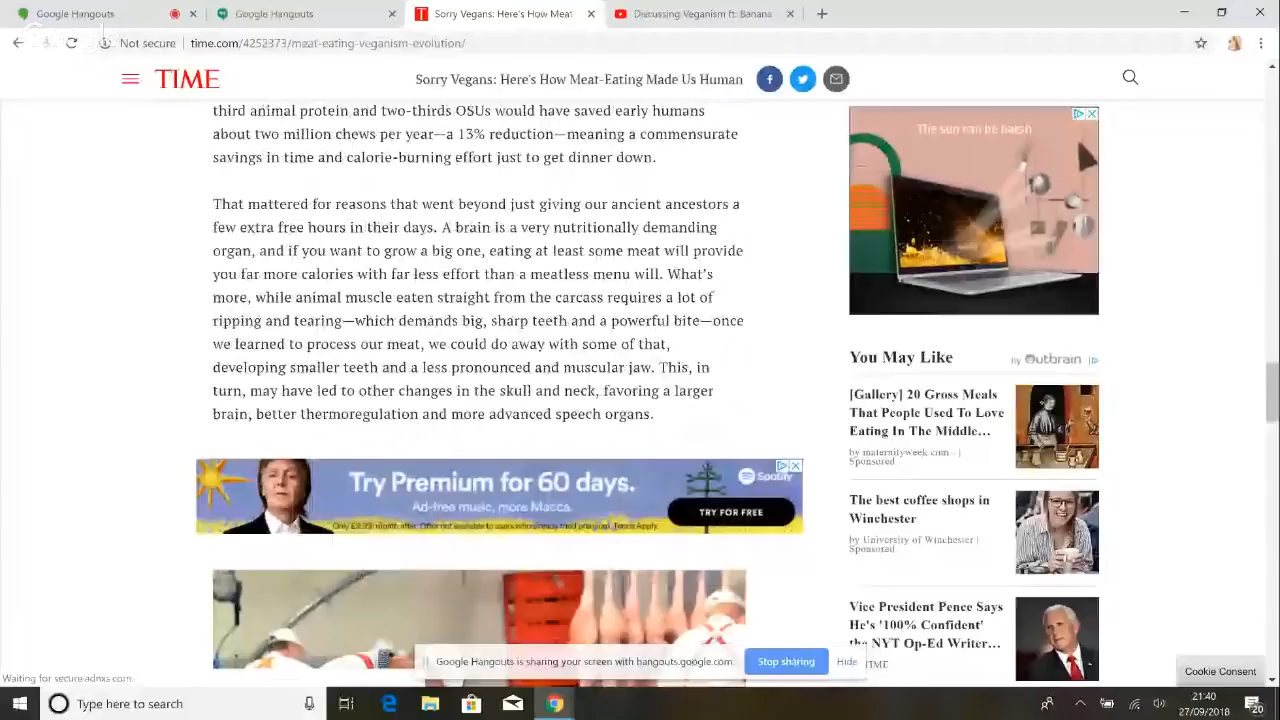 Google Hangouts
Sorry Vegans: Here's How Meat
Discussing Veganism ft: Banana
Not secure
time.com/4252373/meat-eating-veganism-evolution/
TIME
Sorry Vegans: Here's How Meat-Eating Made Us Human
third animal protein and two-thirds OSUs would have saved early humans
about two million chews per year—a 13% reduction—meaning a commensurate
savings in time and calorie-burning effort just to get dinner down.
That mattered for reasons that went beyond just giving our ancient ancestors a
few extra free hours in their days. A brain is a very nutritionally demanding
organ, and if you want to grow a big one, eating at least some meat will provide
you far more calories with far less effort than a meatless menu will. What's
more, while animal muscle eaten straight from the carcass requires a lot of
ripping and tearing—which demands big, sharp teeth and a powerful bite—once
we learned to process our meat, we could do away with some of that,
developing smaller teeth and a less pronounced and muscular jaw. This, in
turn, may have led to other changes in the skull and neck, favoring a larger
brain, better thermoregulation and more advanced speech organs.
Try Premium for 60 days.
Ad-free music, more Macca.
Spotify
TRY FOR FREE
The sun can be harsh
You May Like
by Outbrain
[Gallery] 20 Gross Meals
That People Used To Love
Eating In The Middle...
by maternityweek.com |
Sponsored
The best coffee shops in
Winchester
by University of Winchester |
Sponsored
Vice President Pence Says
He's '100% Confident'
the NYT Op-Ed Writer...
TIME
Google Hangouts is sharing your screen with hangouts.google.com.
Stop sharing
Hide
Cookie Consent
Type here to search
21:40
27/09/2018
20